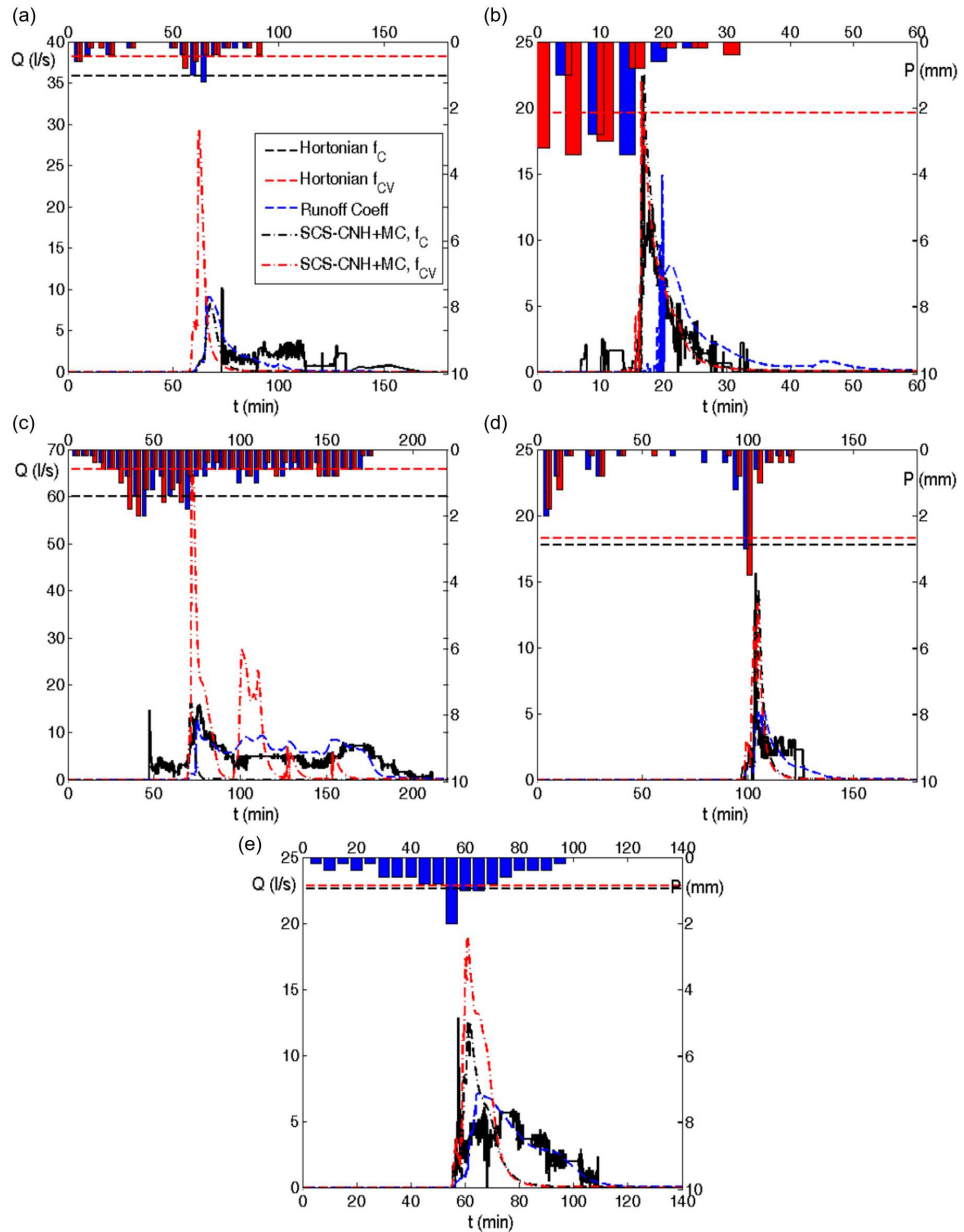 (a)
0 50 100
40 0
Q (l/s)
35
30 2
25
20 4
15 6
10
8
5
0 10
0 50 100
t (min)
Hortonian f_C
Hortonian f_CV
Runoff Coeff
SCS-CNH+MC, f_C
SCS-CNH+MC, f_CV
(b)
0 10 20 30 40 50 60
25 0
P (mm)
20 2
15 4
10 6
5 8
0 10
0 10 20 30 40 50 60
t (min)
(c)
0 50 100 150 200
70 0
Q (l/s)
60
2
50
40 4
30
6
20
10 8
0 10
0 50 100 150 200
t (min)
(d)
0 50 100 150
25 0
P (mm)
20 2
15 4
10 6
5 8
0 10
0 50 100 150
t (min)
(e)
0 20 40 60 80 100 120 140
25 0
Q (l/s) P (mm)
20 2
15 4
10 6
5 8
0 10
0 20 40 60 80 100 120 140
t (min)